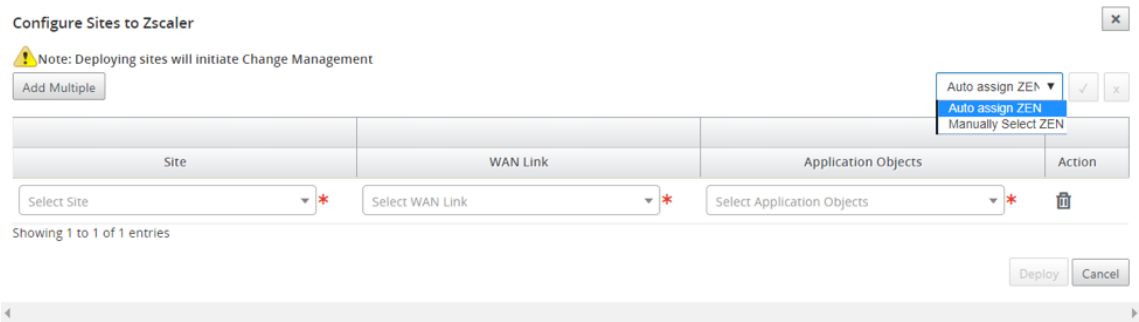 Configure Sites to Zscaler
x
Note: Deploying sites will initiate Change Management
Add Multiple
Auto assign ZEN
✓
x
Auto assign ZEN
Manually Select ZEN
Site
WAN Link
Application Objects
Action
Select Site
*
Select WAN Link
*
Select Application Objects
*
Showing 1 to 1 of 1 entries
Deploy
Cancel